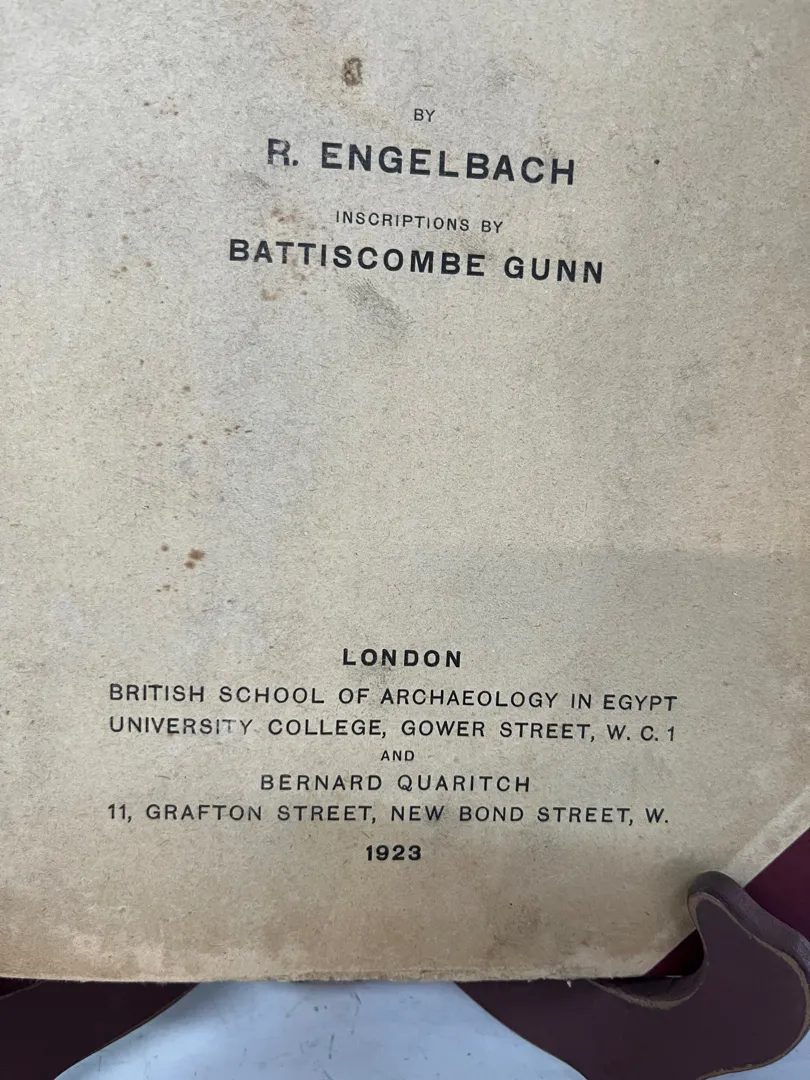 BY
R. ENGELBACH
INSCRIPTIONS BY
BATTISCOMBE GUNN
LONDON
BRITISH SCHOOL OF ARCHAEOLOGY IN EGYPT
UNIVERSITY COLLEGE, GOWER STREET, W. C. 1
AND
BERNARD QUARITCH
11, GRAFTON STREET, NEW BOND STREET, W.
1923